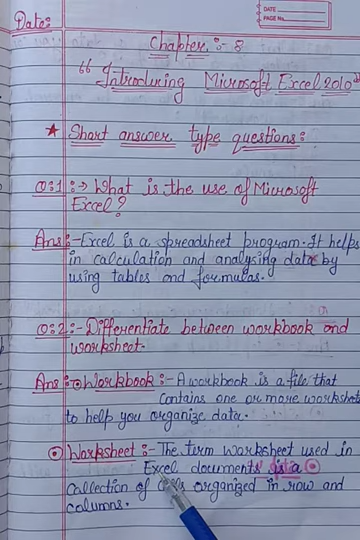 DATE
PAGE No.
Date:
Chapter :- 8
"Introducing Microsoft Excel 2010"
★ Short answer type questions:
Q:1 :-> What is the use of Microsoft
Excel?
Ans:- Excel is a spreadsheet program. It helps
in calculation and analysing data by
using tables and formulas.
Q:2:- Differentiate between workbook and
worksheet.
Ans:- Workbook:- A workbook is a file that
contains one or more worksheets
to help you organize data.
Worksheet:- The term worksheet used in
Excel documents is a
collection of cells organized in row and
columns.